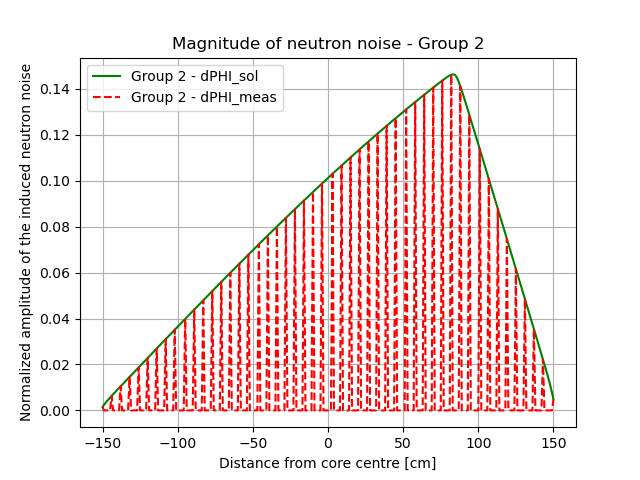 Magnitude of neutron noise - Group 2
Group 2 - dPHI_sol
Group 2 - dPHI_meas
Normalized amplitude of the induced neutron noise
0.14
0.12
0.10
0.08
0.06
0.04
0.02
0.00
−150 −100 −50 0 50 100 150
Distance from core centre [cm]